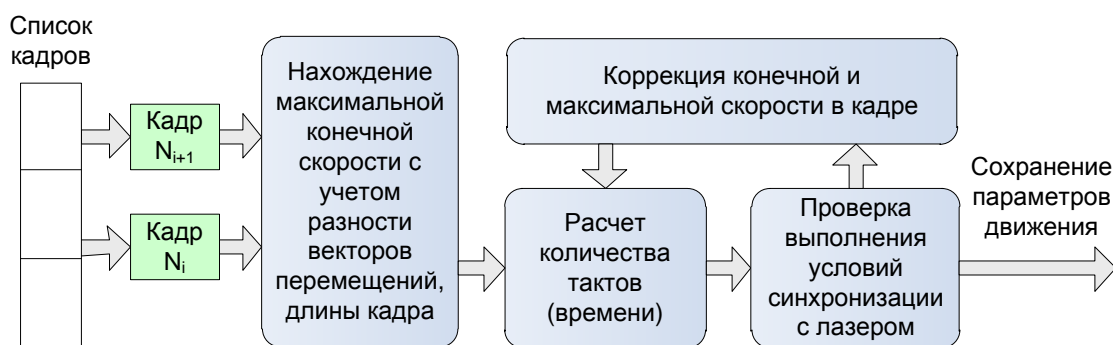 Список
кадров
Кадр
Ni+1
Кадр
Ni
Нахождение
максимальной
конечной
скорости с
учетом
разности
векторов
перемещений,
длины кадра
Коррекция конечной и
максимальной скорости в кадре
Расчет
количества
тактов
(времени)
Проверка
выполнения
условий
синхронизации
с лазером
Сохранение
параметров
движения